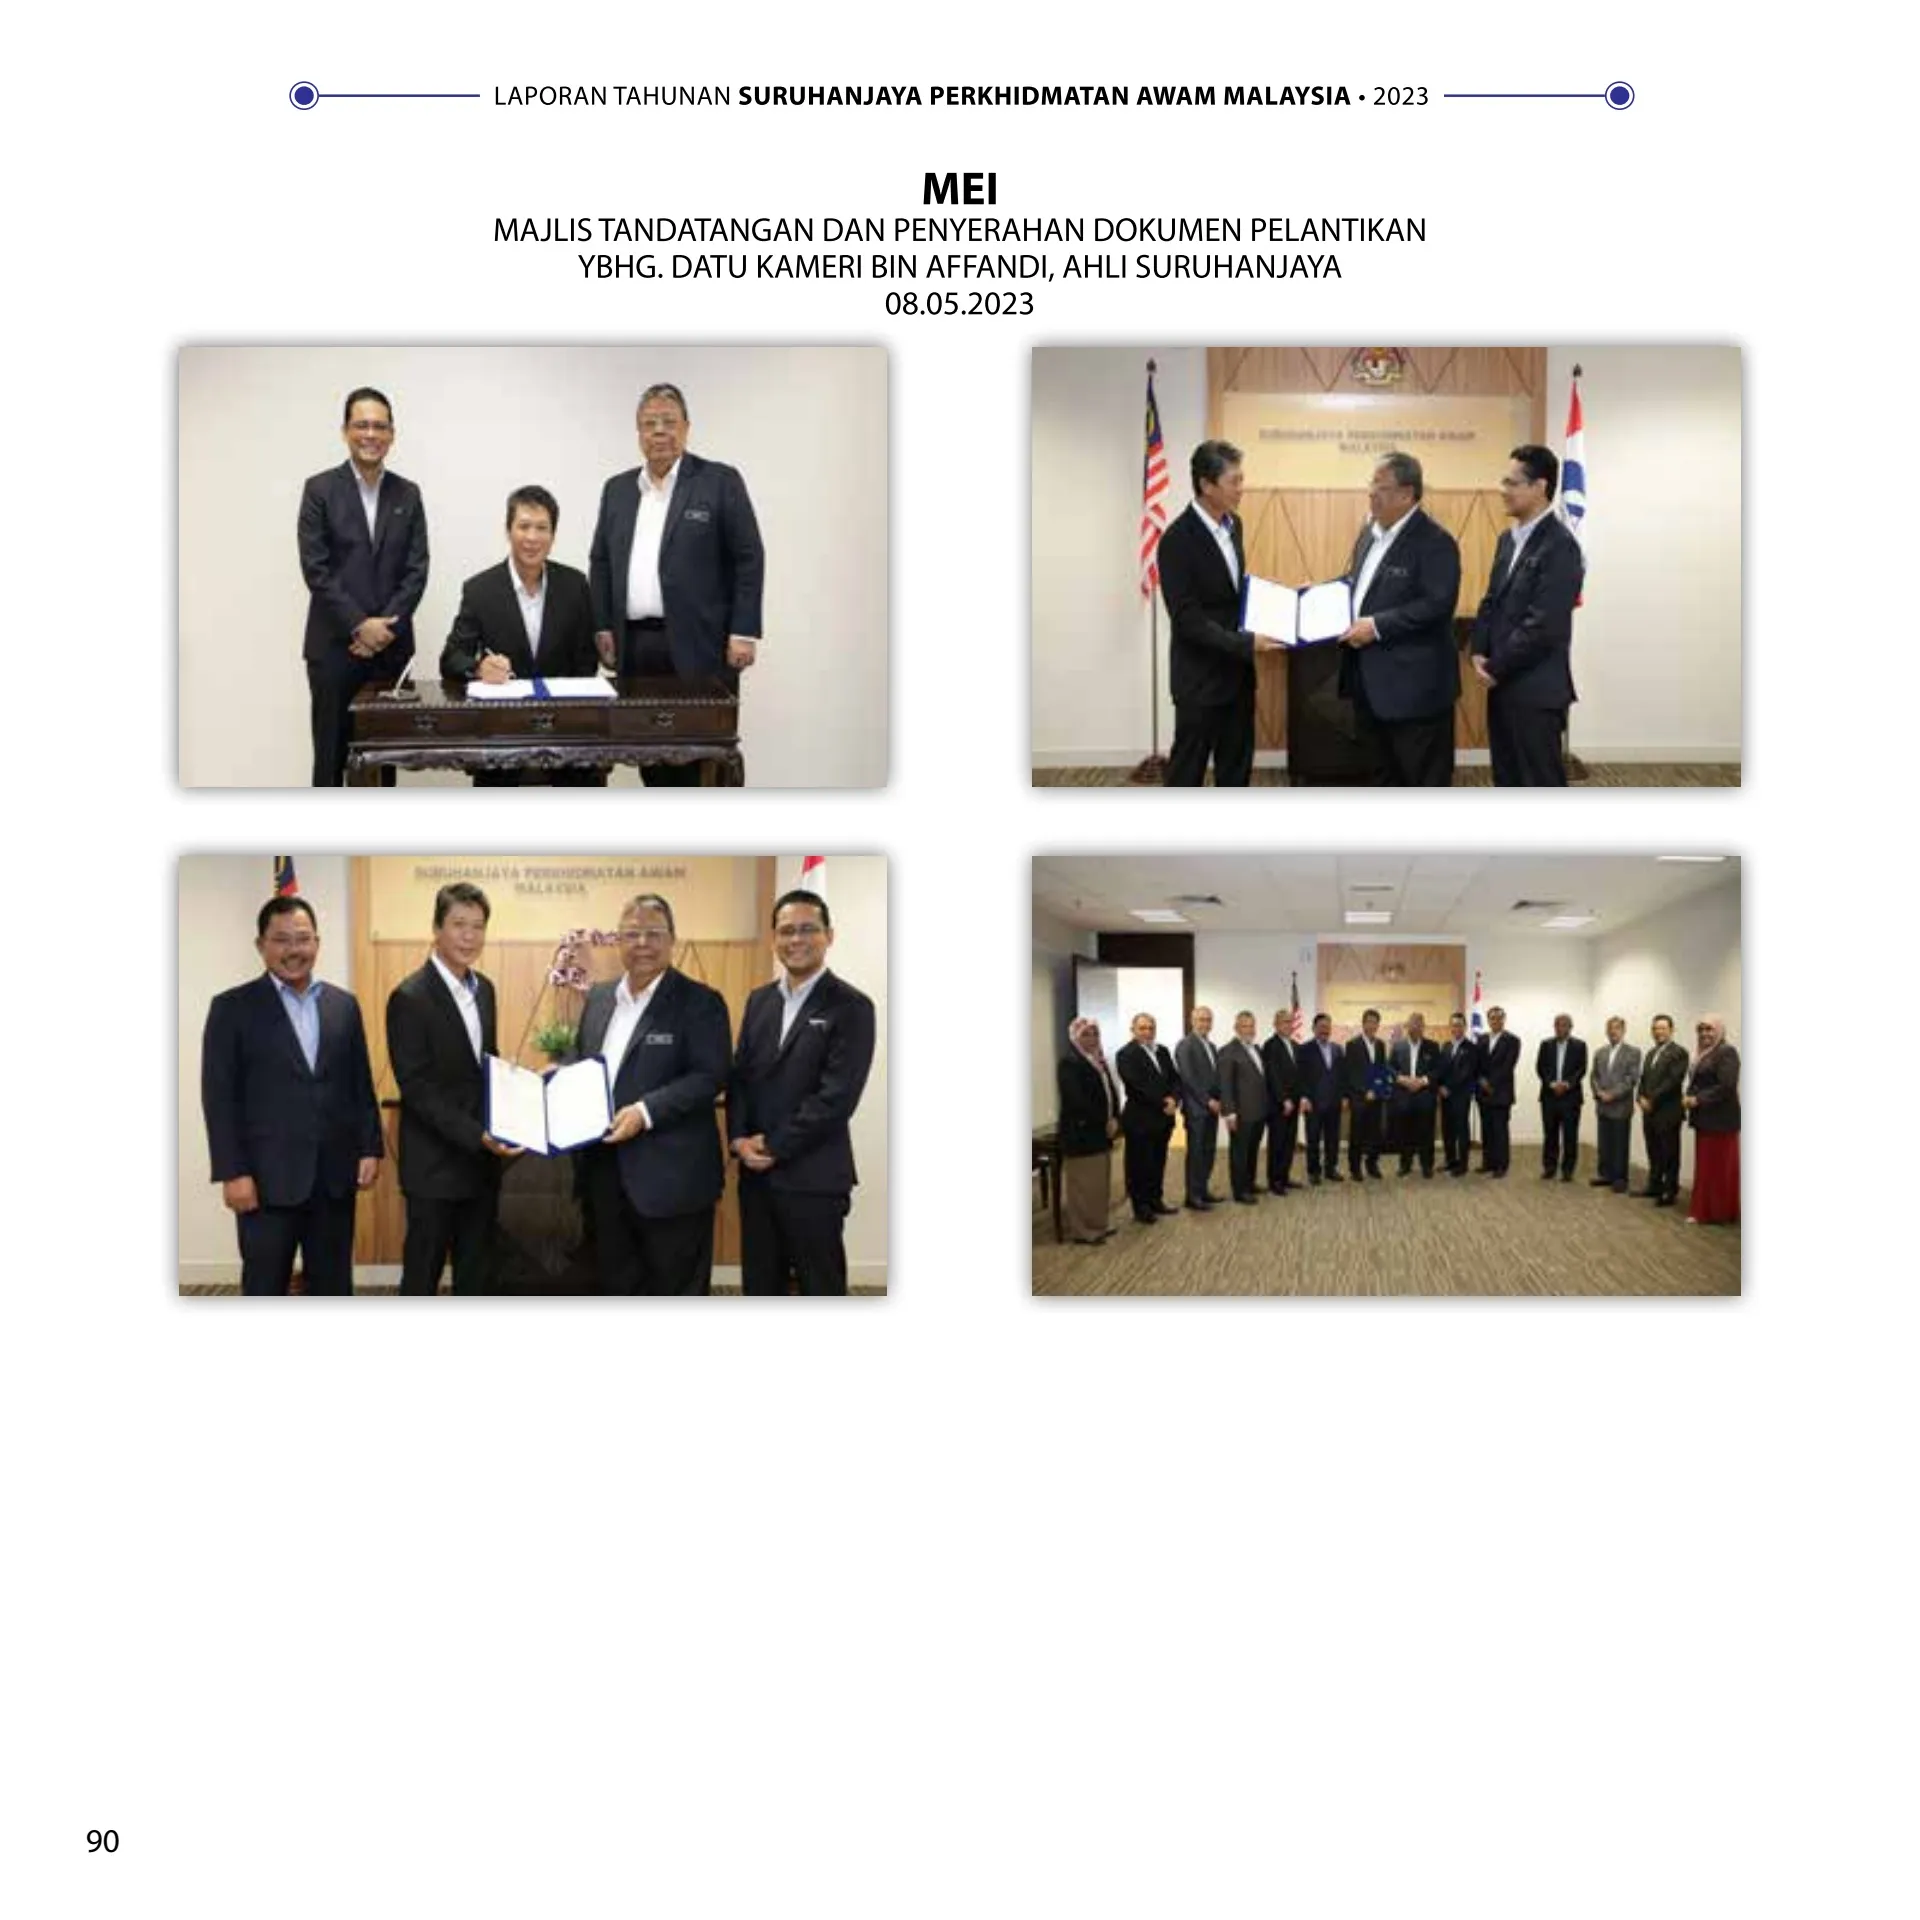 LAPORAN TAHUNAN SURUHANJAYA PERKHIDMATAN AWAM MALAYSIA • 2023
MEI
MAJLIS TANDATANGAN DAN PENYERAHAN DOKUMEN PELANTIKAN
YBHG. DATU KAMERI BIN AFFANDI, AHLI SURUHANJAYA
08.05.2023
SURUHANJAYA PERKHIDMATAN AWAM
MALAYSIA
SURUHANJAYA PERKHIDMATAN AWAM
MALAYSIA
90